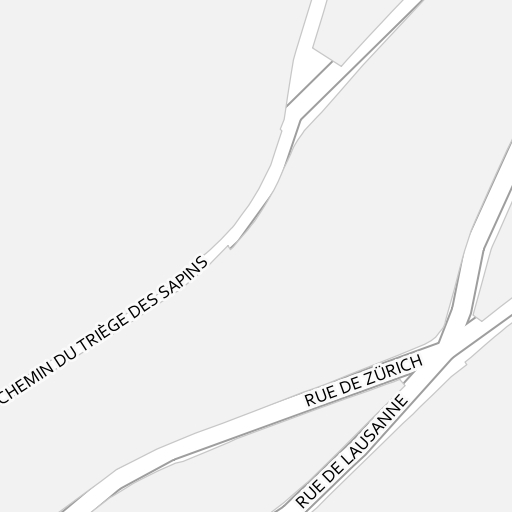 CHEMIN DU TRIÈGE DES SAPINS
RUE DE ZÜRICH
RUE DE LAUSANNE